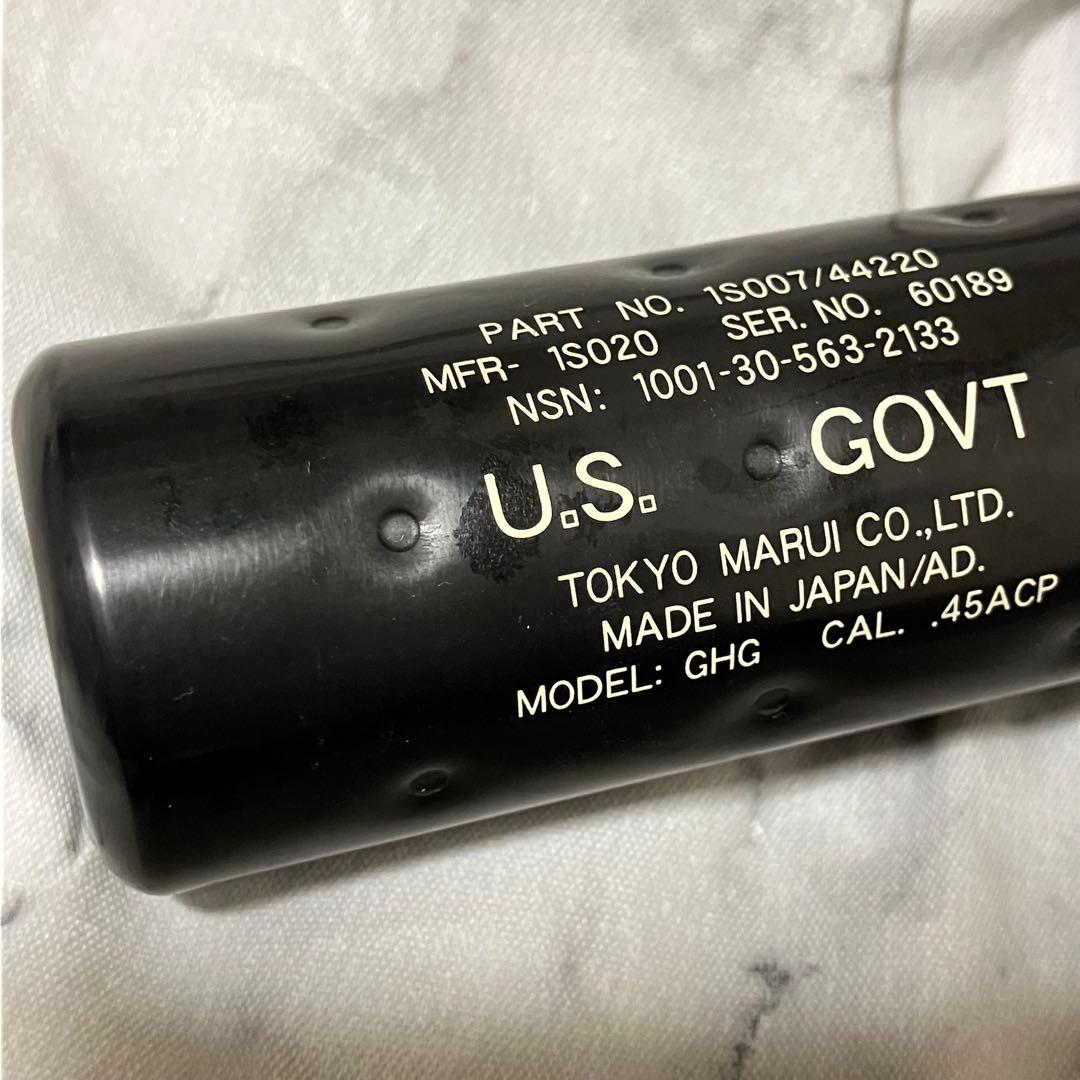 PART NO. 1S007/44220
MFR- 1S020 SER. NO. 60189
NSN: 1001-30-563-2133
U.S. GOVT
TOKYO MARUI CO.,LTD.
MADE IN JAPAN/AD.
MODEL: GHG CAL. .45ACP